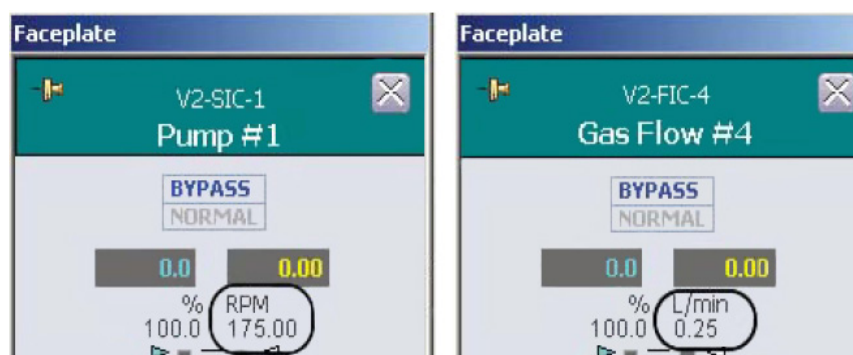 Faceplate
V2-SIC-1
Pump #1
BYPASS
NORMAL
0.0 0.00
% RPM
100.0 175.00
Faceplate
V2-FIC-4
Gas Flow #4
BYPASS
NORMAL
0.0 0.00
% L/min
100.0 0.25